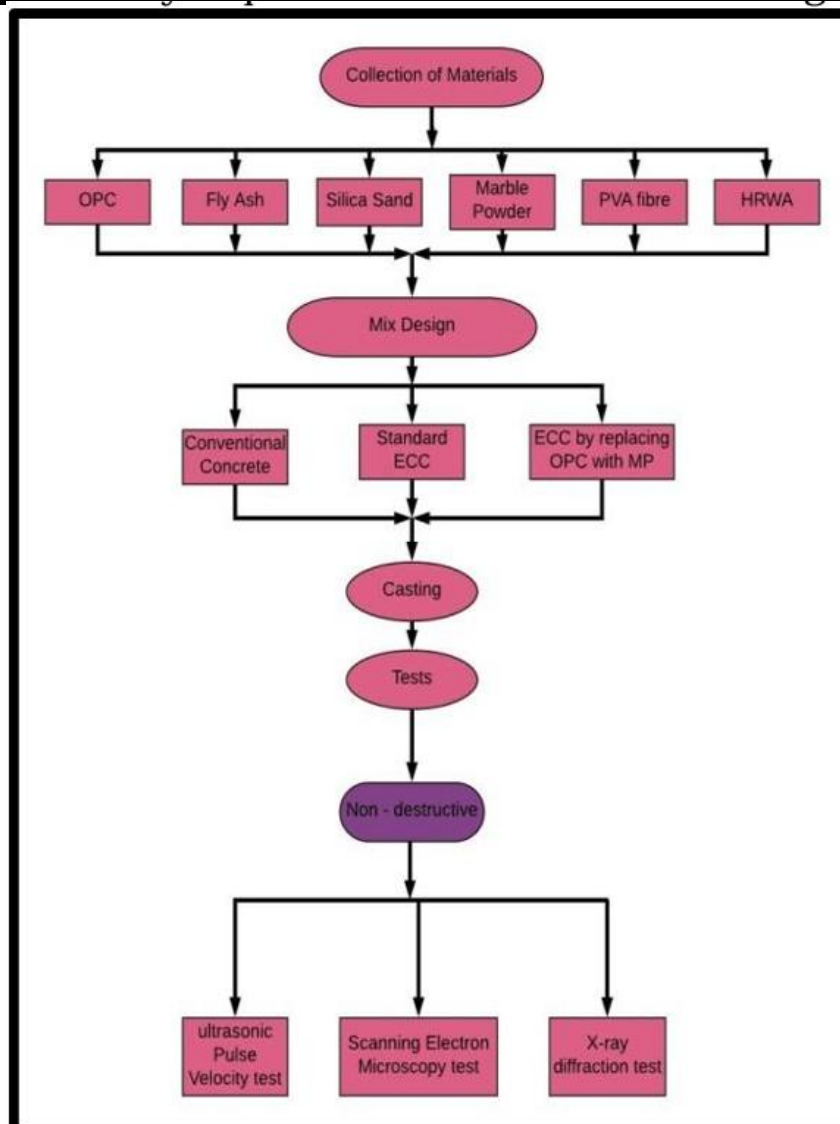 Collection of Materials
OPC
Fly Ash
Silica Sand
Marble
Powder
PVA fibre
HRWA
Mix Design
Conventional
Concrete
Standard
ECC
ECC by replacing
OPC with MP
Casting
Tests
Non - destructive
ultrasonic
Pulse
Velocity test
Scanning Electron
Microscopy test
X-ray
diffraction test